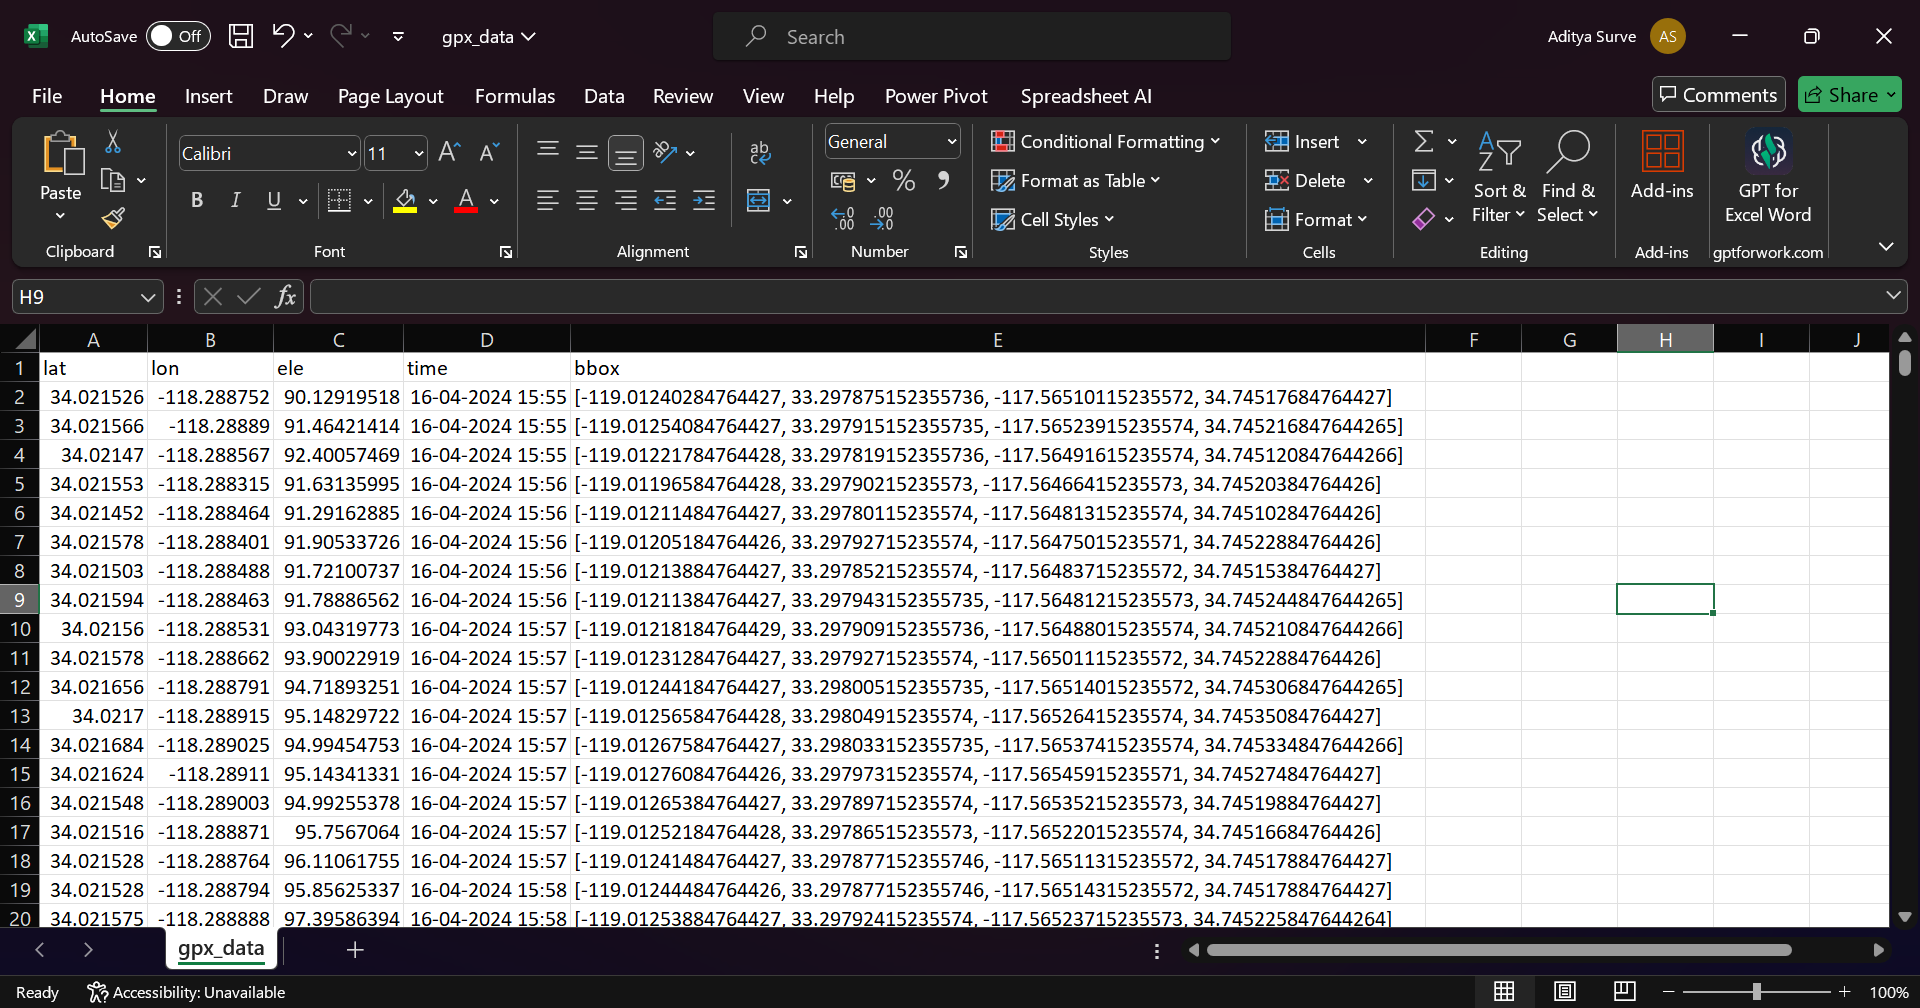 AutoSave Off gpx_data Search Aditya Surve AS
File Home Insert Draw Page Layout Formulas Data Review View Help Power Pivot Spreadsheet AI Comments Share
Paste Calibri 11 ab General Conditional Formatting Insert Sort & Filter Find & Select Add-ins GPT for Excel Word
B I U A % Format as Table Delete
Cell Styles Format
Clipboard Font Alignment Number Styles Cells Editing Add-ins gptforwork.com
H9 fx
A B C D E F G H I J
1 lat lon ele time bbox
2 34.021526 -118.288752 90.12919518 16-04-2024 15:55 [-119.01240284764427, 33.297875152355736, -117.56510115235572, 34.74517684764427]
3 34.021566 -118.28889 91.46421414 16-04-2024 15:55 [-119.01254084764427, 33.297915152355735, -117.56523915235574, 34.745216847644265]
4 34.02147 -118.288567 92.40057469 16-04-2024 15:55 [-119.01221784764428, 33.297819152355736, -117.56491615235574, 34.745120847644266]
5 34.021553 -118.288315 91.63135995 16-04-2024 15:56 [-119.01196584764428, 33.29790215235573, -117.56466415235573, 34.74520384764426]
6 34.021452 -118.288464 91.29162885 16-04-2024 15:56 [-119.01211484764427, 33.29780115235574, -117.56481315235574, 34.74510284764426]
7 34.021578 -118.288401 91.90533726 16-04-2024 15:56 [-119.01205184764426, 33.29792715235574, -117.56475015235571, 34.74522884764426]
8 34.021503 -118.288488 91.72100737 16-04-2024 15:56 [-119.01213884764427, 33.29785215235574, -117.56483715235572, 34.74515384764427]
9 34.021594 -118.288463 91.78886562 16-04-2024 15:56 [-119.01211384764427, 33.297943152355735, -117.56481215235573, 34.745244847644265]
10 34.02156 -118.288531 93.04319773 16-04-2024 15:57 [-119.01218184764429, 33.297909152355736, -117.56488015235574, 34.745210847644266]
11 34.021578 -118.288662 93.90022919 16-04-2024 15:57 [-119.01231284764427, 33.29792715235574, -117.56501115235572, 34.74522884764426]
12 34.021656 -118.288791 94.71893251 16-04-2024 15:57 [-119.01244184764427, 33.298005152355735, -117.56514015235572, 34.745306847644265]
13 34.0217 -118.288915 95.14829722 16-04-2024 15:57 [-119.01256584764428, 33.29804915235574, -117.56526415235574, 34.74535084764427]
14 34.021684 -118.289025 94.99454753 16-04-2024 15:57 [-119.01267584764427, 33.298033152355735, -117.56537415235574, 34.745334847644266]
15 34.021624 -118.28911 95.14341331 16-04-2024 15:57 [-119.01276084764426, 33.29797315235574, -117.56545915235571, 34.74527484764427]
16 34.021548 -118.289003 94.99255378 16-04-2024 15:57 [-119.01265384764427, 33.29789715235574, -117.56535215235573, 34.74519884764427]
17 34.021516 -118.288871 95.7567064 16-04-2024 15:57 [-119.01252184764428, 33.29786515235573, -117.56522015235574, 34.74516684764426]
18 34.021528 -118.288764 96.11061755 16-04-2024 15:57 [-119.01241484764427, 33.297877152355746, -117.56511315235572, 34.74517884764427]
19 34.021528 -118.288794 95.85625337 16-04-2024 15:58 [-119.01244484764426, 33.297877152355746, -117.56514315235572, 34.74517884764427]
20 34.021575 -118.288888 97.39586394 16-04-2024 15:58 [-119.01253884764427, 33.29792415235574, -117.56523715235573, 34.745225847644264]
gpx_data
Ready Accessibility: Unavailable 100%